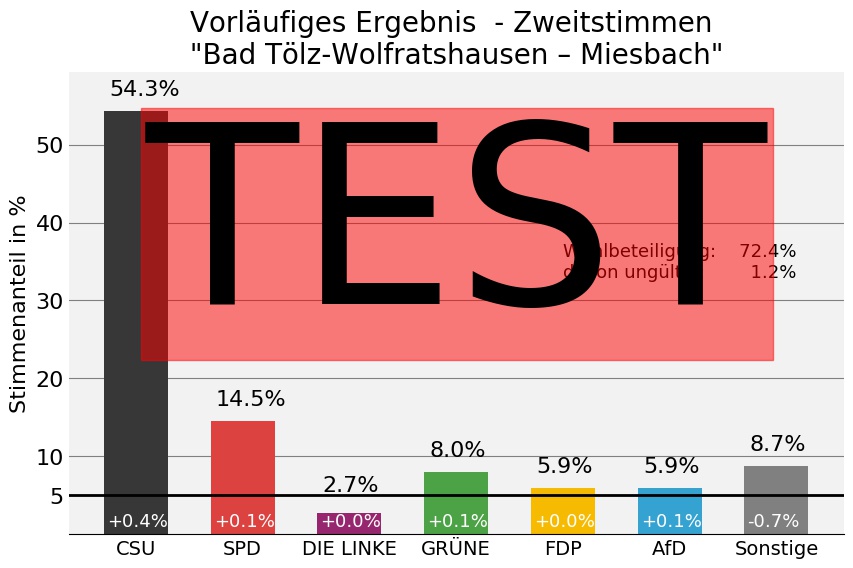 Vorläufiges Ergebnis - Zweitstimmen
"Bad Tölz-Wolfratshausen – Miesbach"
Stimmenanteil in %
50
40
30
20
10
5
TEST
72.4%
1.2%
54.3%
14.5%
2.7%
8.0%
5.9%
5.9%
8.7%
+0.4%
+0.1%
+0.0%
+0.1%
+0.0%
+0.1%
-0.7%
CSU
SPD
DIE LINKE
GRÜNE
FDP
AfD
Sonstige